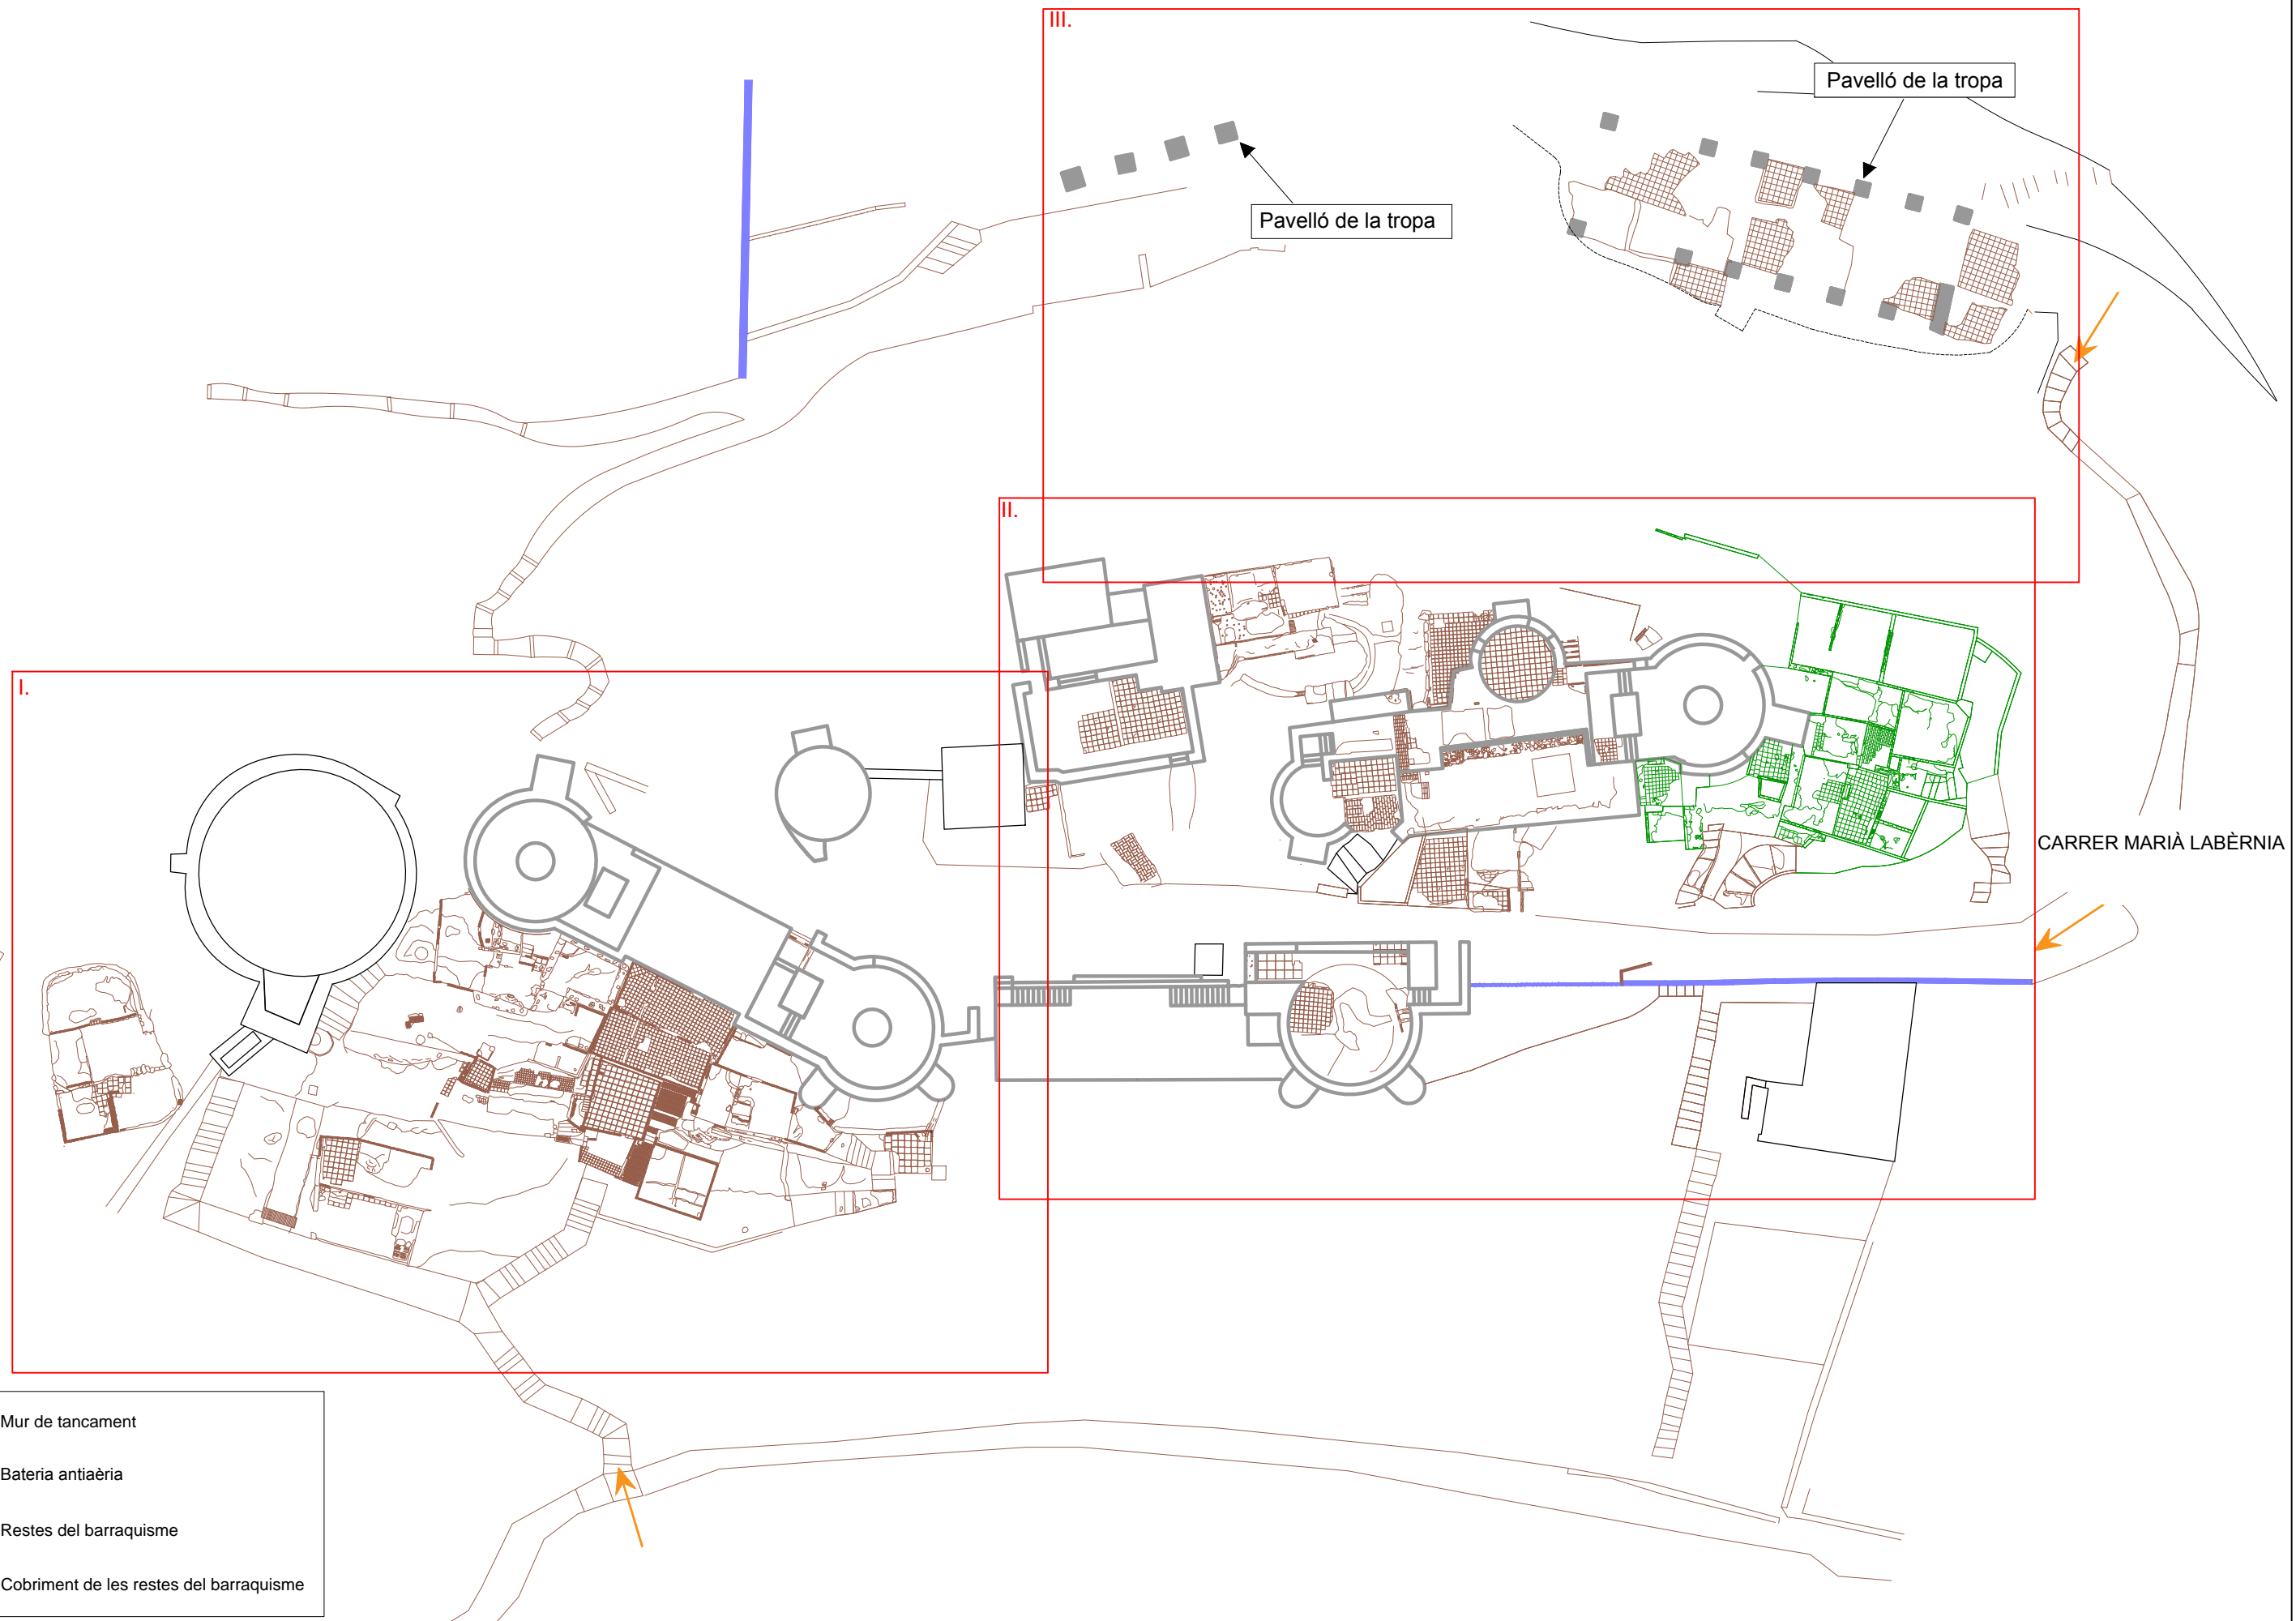 III.
Pavelló de la tropa
Pavelló de la tropa
II.
I.
CARRER MARIÀ LABÈRNIA
Mur de tancament
Bateria antiaèria
Restes del barraquisme
Cobriment de les restes del barraquisme